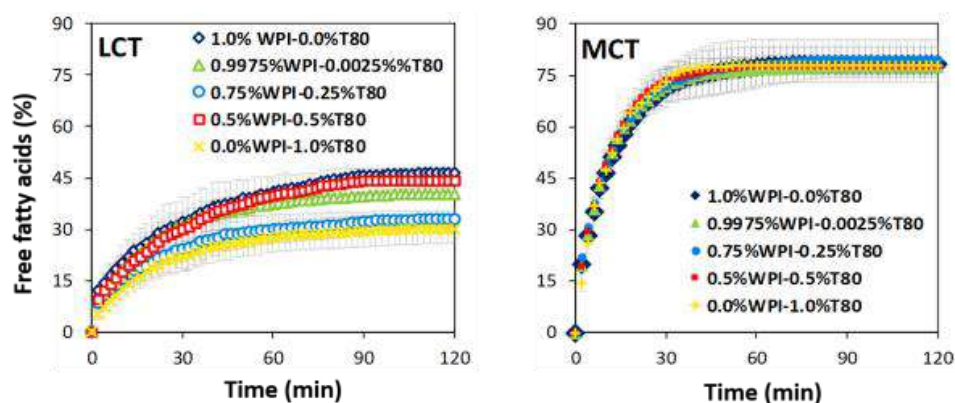 LCT
1.0% WPI-0.0%T80
0.9975%WPI-0.0025%%T80
0.75%WPI-0.25%T80
0.5%WPI-0.5%T80
0.0%WPI-1.0%T80
Free fatty acids (%)
90
75
60
45
30
15
0
0 30 60 90 120
Time (min)
MCT
1.0%WPI-0.0%T80
0.9975%WPI-0.0025%T80
0.75%WPI-0.25%T80
0.5%WPI-0.5%T80
0.0%WPI-1.0%T80
90
75
60
45
30
15
0
0 30 60 90 120
Time (min)